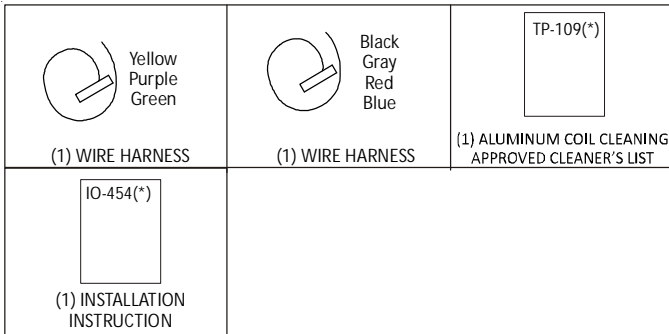 Yellow
Purple
Green
(1) WIRE HARNESS
Black
Gray
Red
Blue
(1) WIRE HARNESS
TP-109(*)
(1) ALUMINUM COIL CLEANING
APPROVED CLEANER'S LIST
IO-454(*)
(1) INSTALLATION
INSTRUCTION